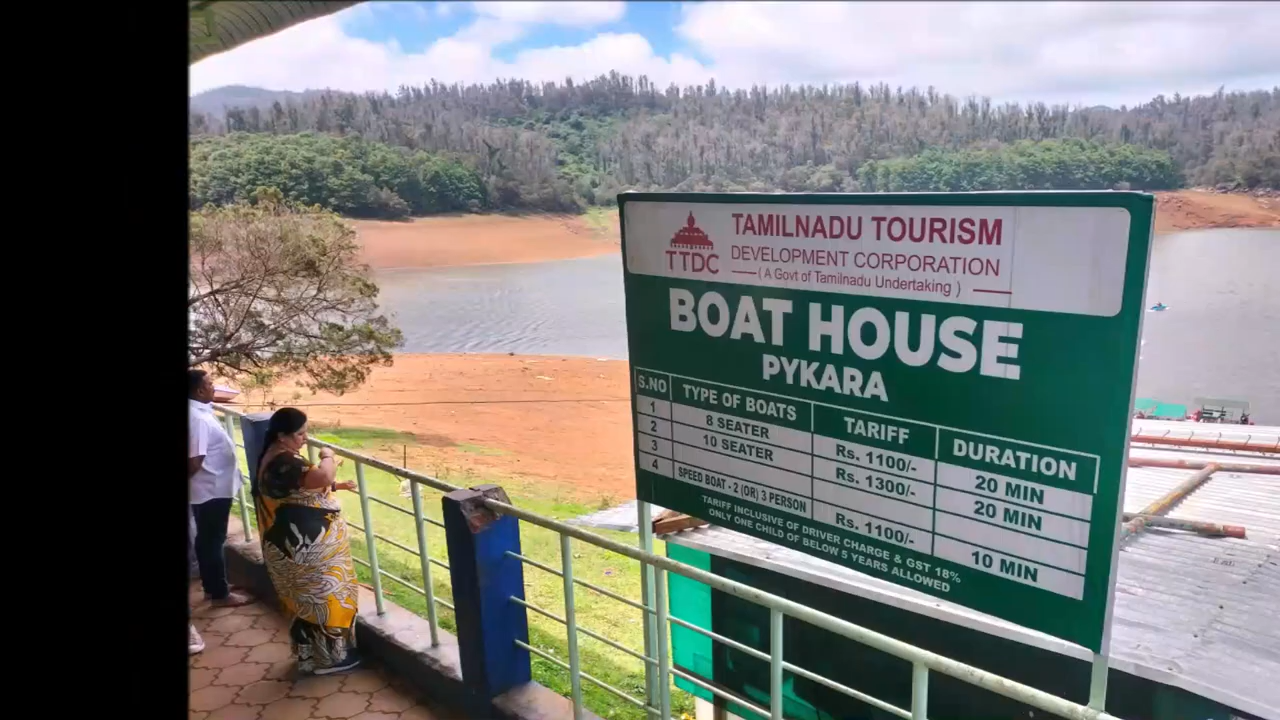 TTDC
TAMILNADU TOURISM
DEVELOPMENT CORPORATION
( A Govt of Tamilnadu Undertaking )
BOAT HOUSE
PYKARA
S.NO TYPE OF BOATS TARIFF DURATION
1 8 SEATER Rs. 1100/- 20 MIN
2 10 SEATER Rs. 1300/- 20 MIN
3
4 SPEED BOAT - 2 (OR) 3 PERSON Rs. 1100/- 10 MIN
TARIFF INCLUSIVE OF DRIVER CHARGE & GST 18%
ONLY ONE CHILD OF BELOW 5 YEARS ALLOWED